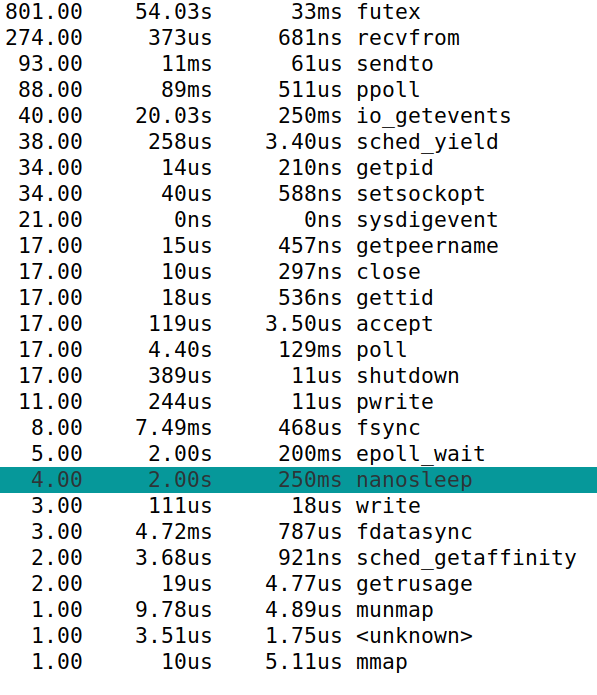 801.00 54.03s 33ms futex
274.00 373us 681ns recvfrom
93.00 11ms 61us sendto
88.00 89ms 511us ppoll
40.00 20.03s 250ms io_getevents
38.00 258us 3.40us sched_yield
34.00 14us 210ns getpid
34.00 40us 588ns setsockopt
21.00 0ns 0ns sysdigevent
17.00 15us 457ns getpeername
17.00 10us 297ns close
17.00 18us 536ns gettid
17.00 119us 3.50us accept
17.00 4.40s 129ms poll
17.00 389us 11us shutdown
11.00 244us 11us pwrite
8.00 7.49ms 468us fsync
5.00 2.00s 200ms epoll_wait
4.00 2.00s 250ms nanosleep
3.00 111us 18us write
3.00 4.72ms 787us fdatasync
2.00 3.68us 921ns sched_getaffinity
2.00 19us 4.77us getrusage
1.00 9.78us 4.89us munmap
1.00 3.51us 1.75us <unknown>
1.00 10us 5.11us mmap